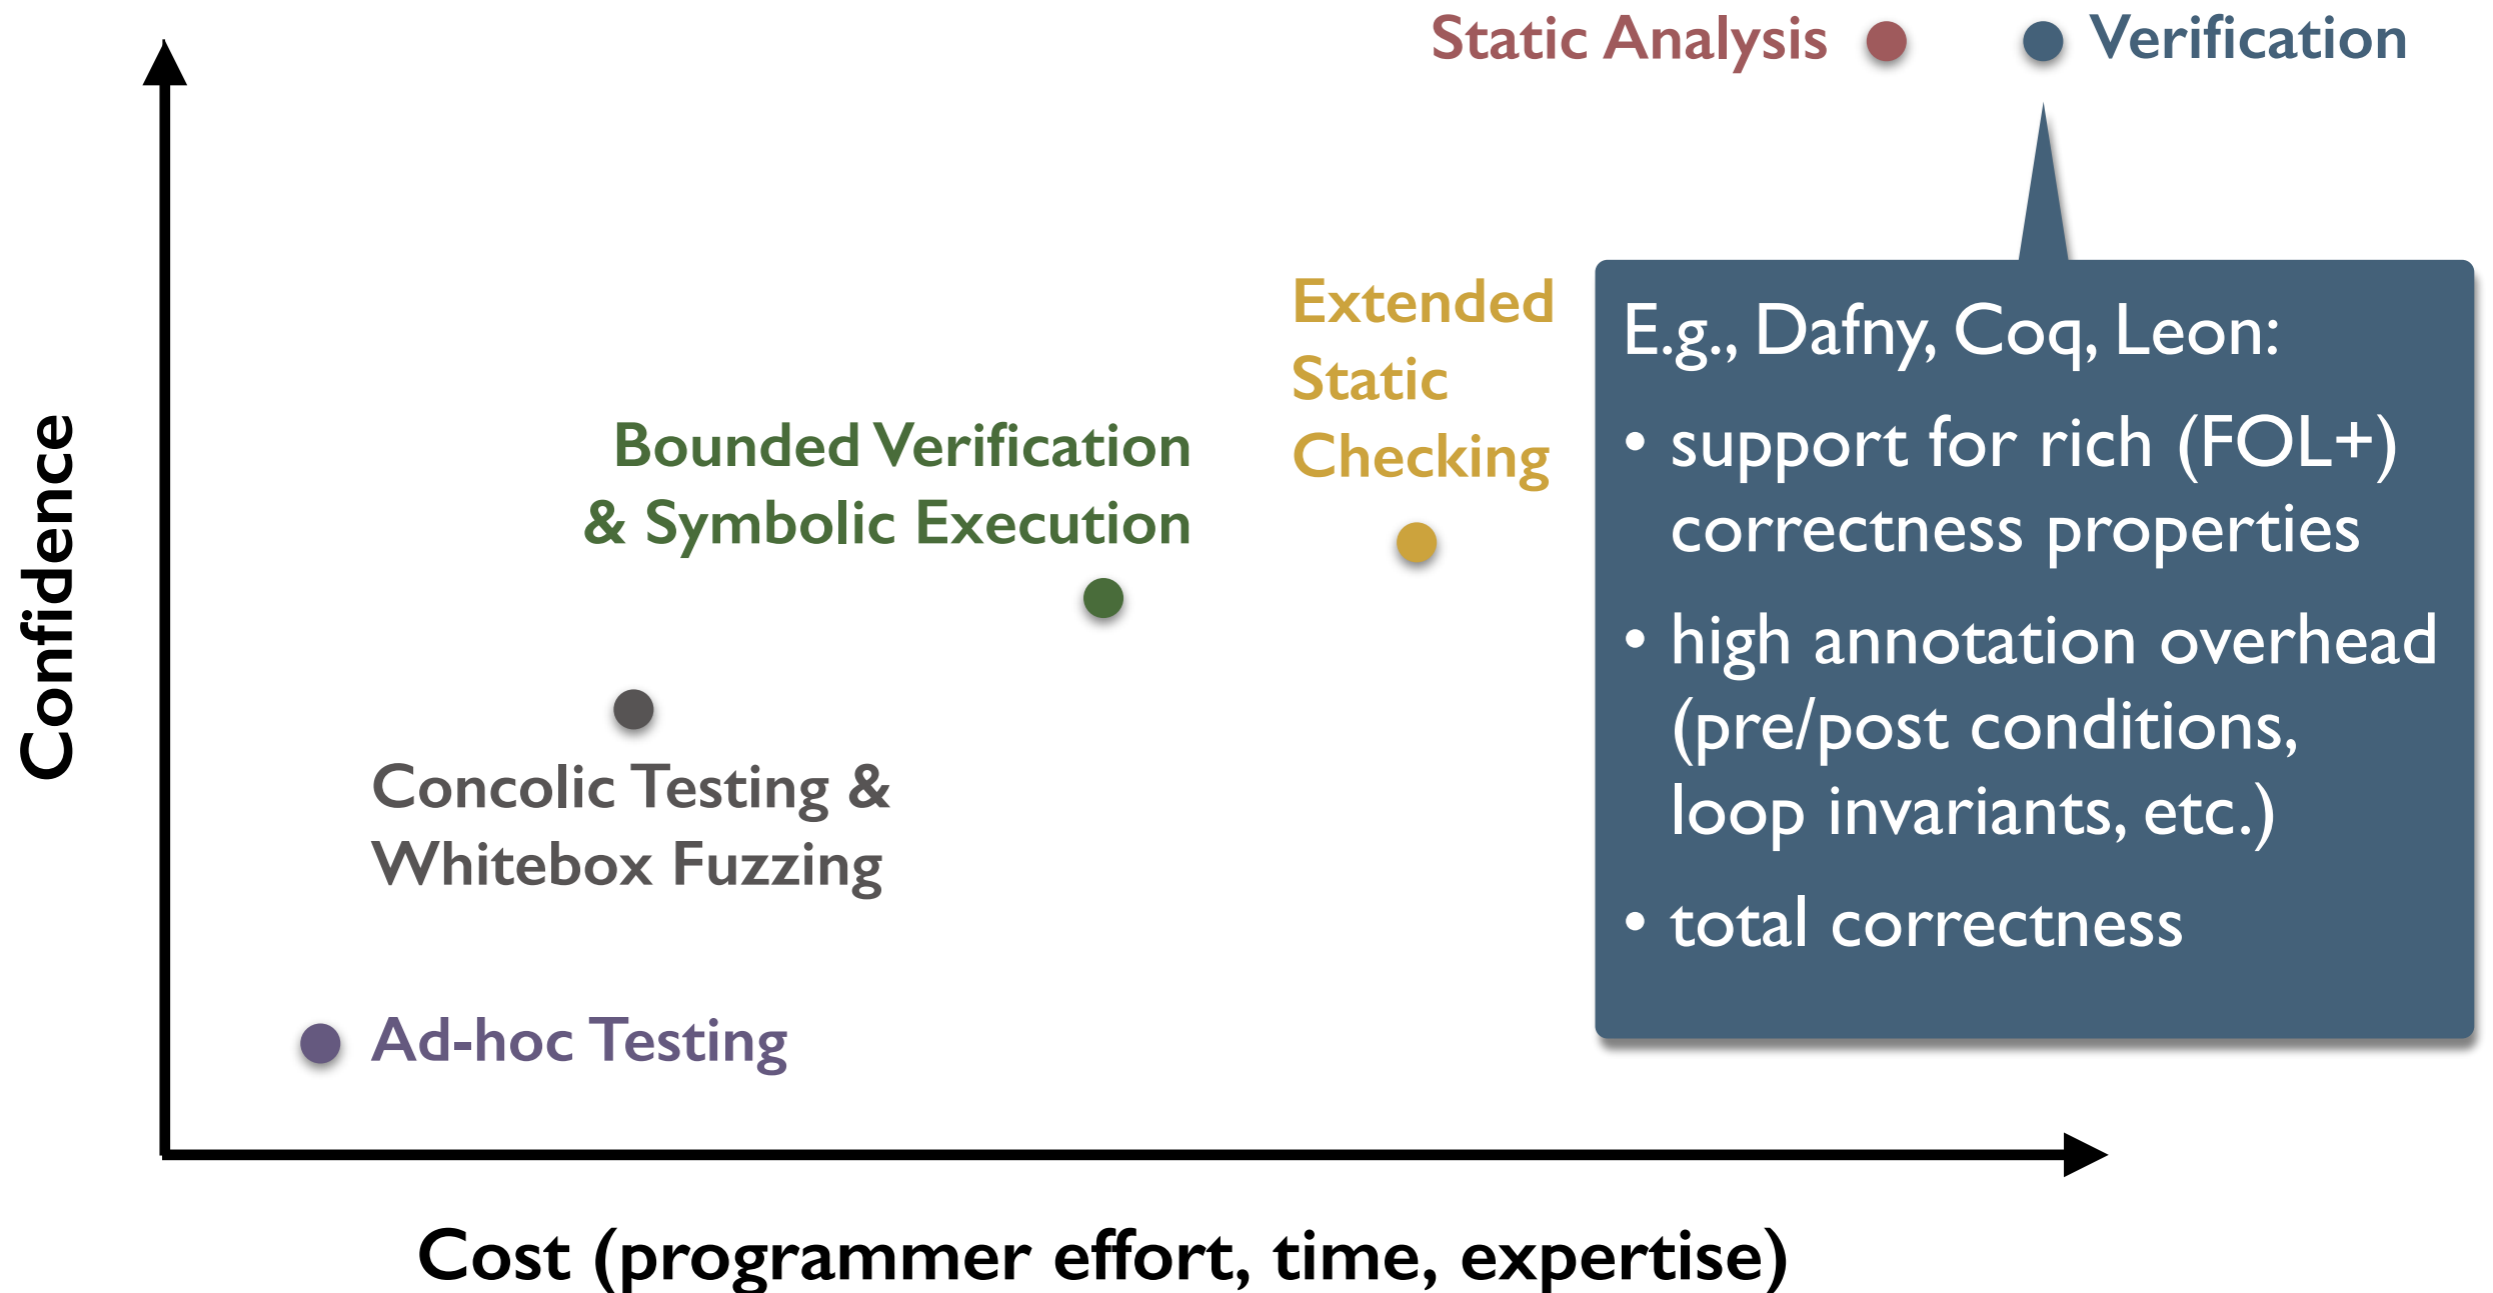 Static Analysis
Verification
Confidence
Extended
Static
Checking
Bounded Verification
& Symbolic Execution
Concolic Testing &
Whitebox Fuzzing
Ad-hoc Testing
E.g., Dafny, Coq, Leon:
• support for rich (FOL+)
correctness properties
• high annotation overhead
(pre/post conditions,
loop invariants, etc.)
• total correctness
Cost (programmer effort, time, expertise)